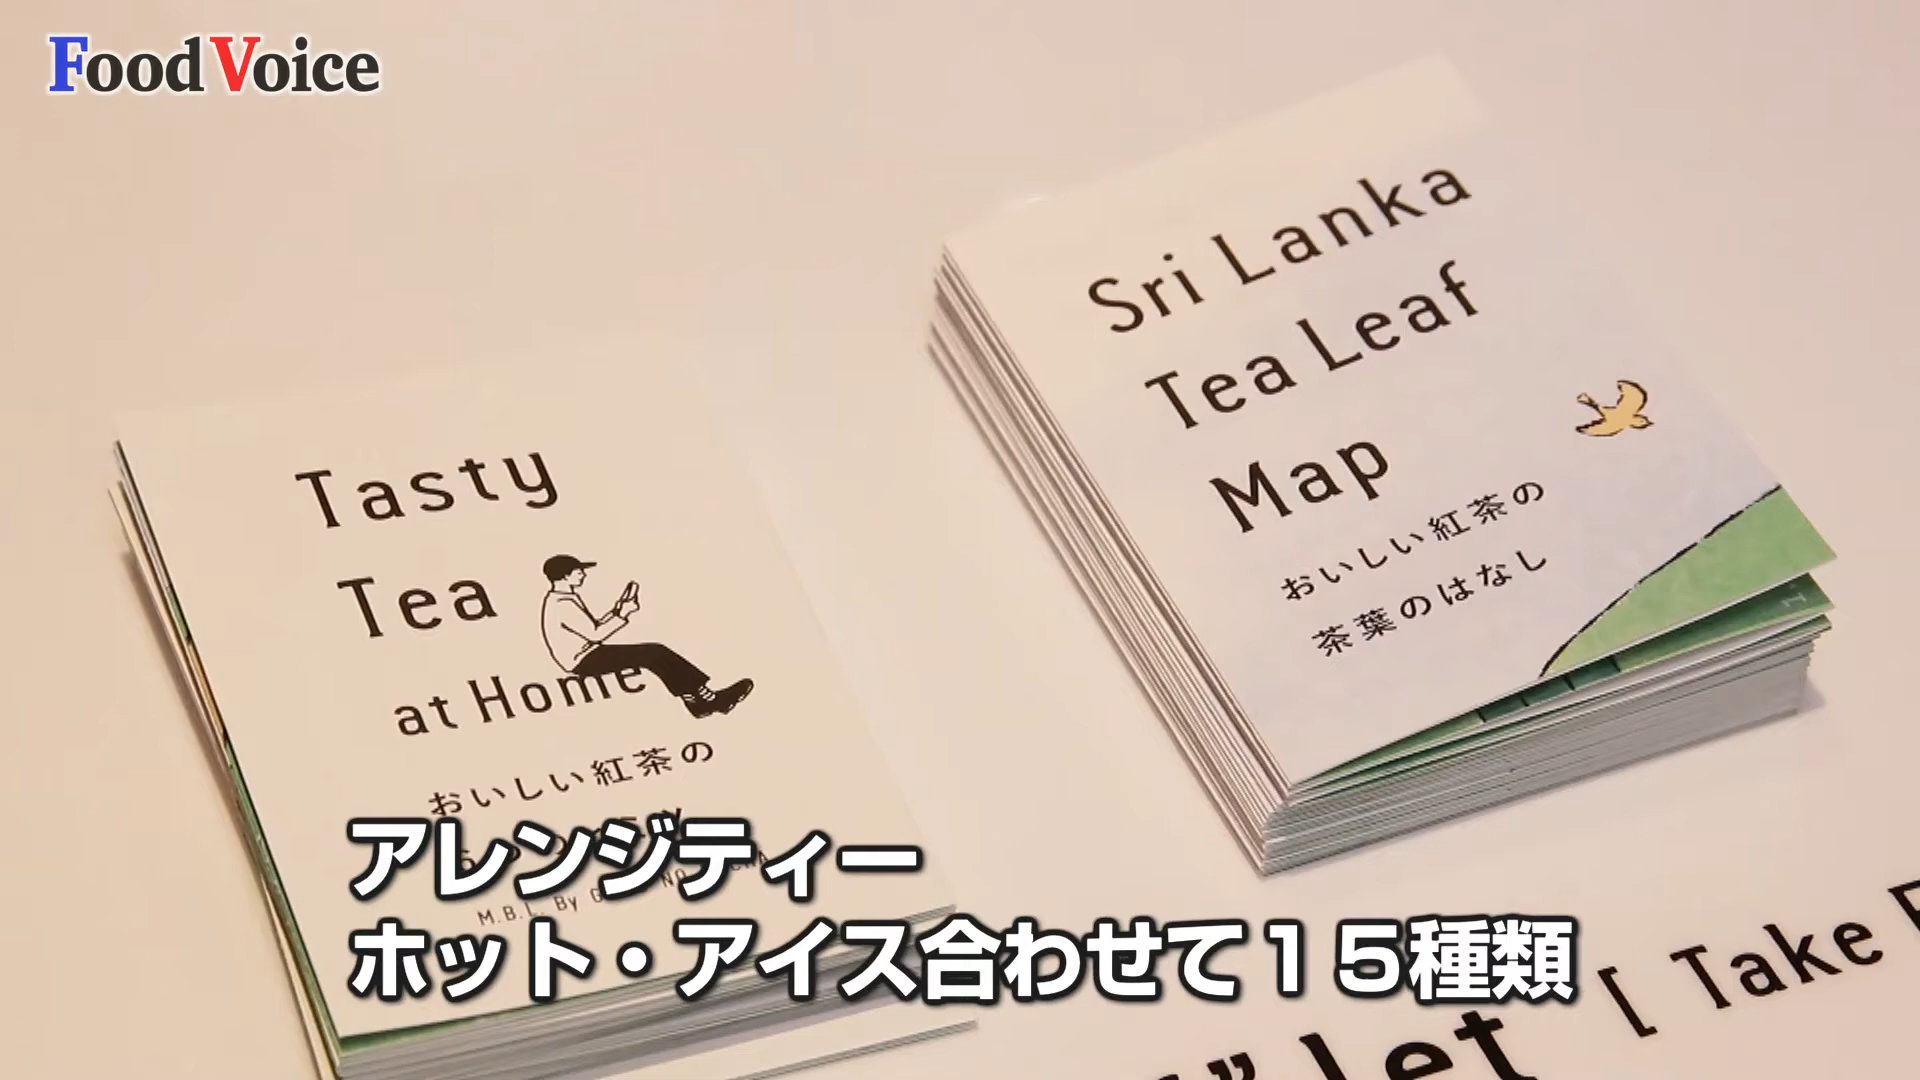 Food Voice
Sri Lanka
Tea Leaf
Map
おいしい紅茶の
茶葉のはなし
Tasty
Tea
at Home
おいしい紅茶の
M.B.L. By
アレンジティー
ホット・アイス合わせて15種類
[ Take
let